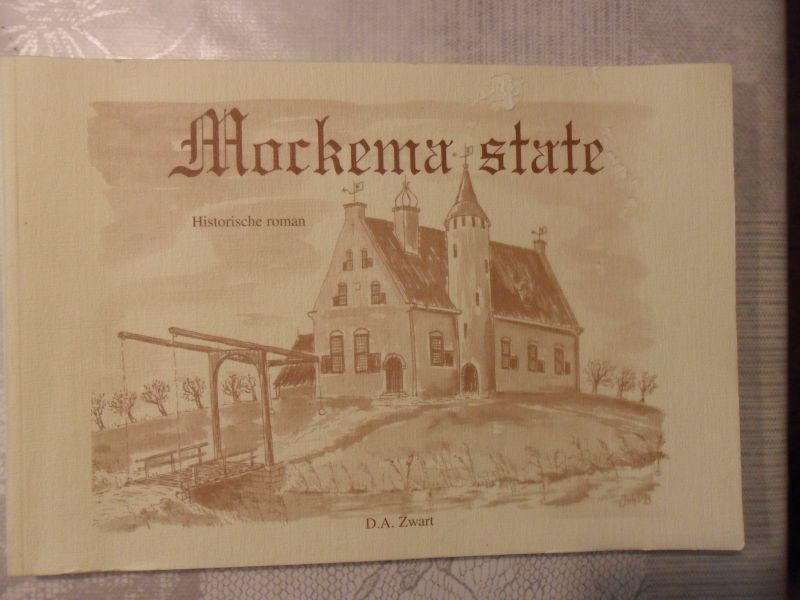 Mockema state
Historische roman
D.A. Zwart